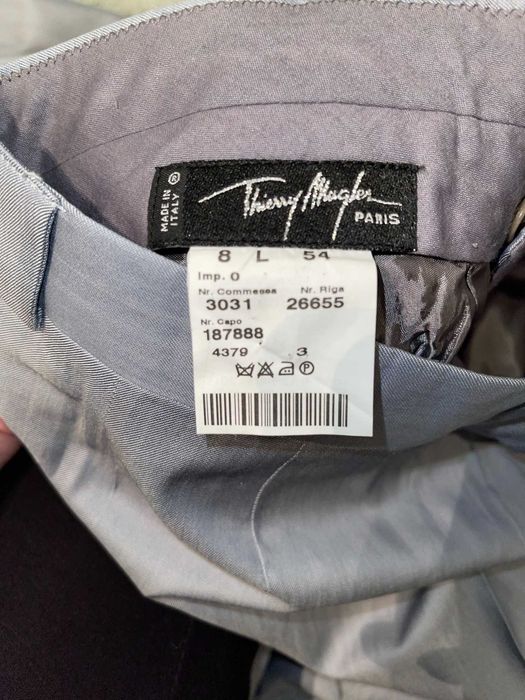 MADE IN
ITALY
®
Thierry Mugler
PARIS
8 L 54
Imp. 0
Nr. Commessa Nr. Riga
3031 26655
Nr. Capo
187888
4379 3
P